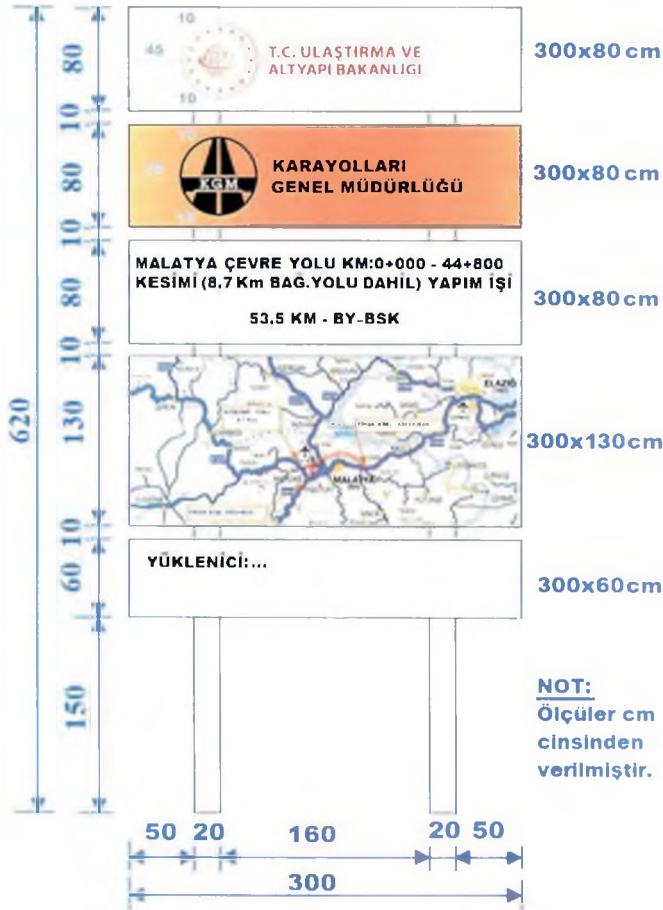 10
45
10
T.C. ULAŞTIRMA VE
ALTYAPI BAKANLIĞI
300x80 cm
80
10
KGM
KARAYOLLARI
GENEL MÜDÜRLÜĞÜ
300x80 cm
80
10
MALATYA ÇEVRE YOLU KM:0+000 - 44+800
KESİMİ (8,7 Km BAĞ.YOLU DAHİL) YAPIM İŞİ
53,5 KM - BY-BSK
300x80 cm
80
10
620
130
ELAZIĞ
MALATYA
300x130cm
10
YÜKLENİCİ:...
60
300x60cm
150
NOT:
Ölçüler cm
cinsinden
verilmiştir.
50 20 160 20 50
300